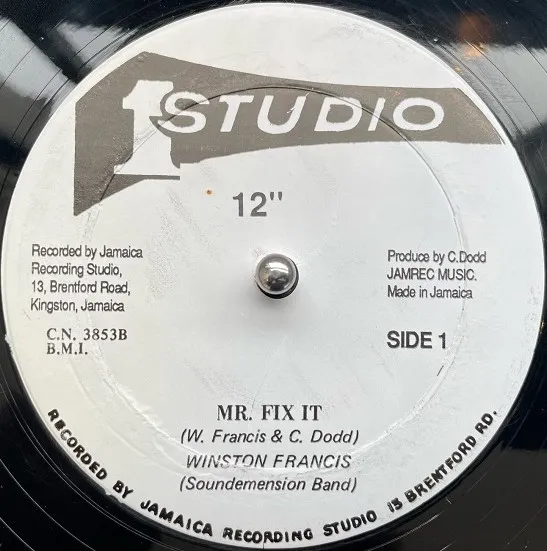 1 STUDIO
12"
Recorded by Jamaica
Recording Studio,
13, Brentford Road,
Kingston, Jamaica
C.N. 3853B
B.M.I.
Produce by C.Dodd
JAMREC MUSIC.
Made in Jamaica
SIDE 1
MR. FIX IT
(W. Francis & C. Dodd)
WINSTON FRANCIS
(Soundemension Band)
RECORDED BY JAMAICA RECORDING STUDIO 13 BRENTFORD RD.